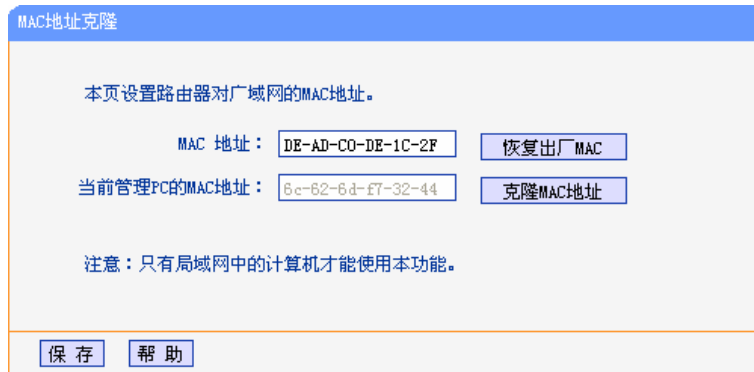 MAC地址克隆
本页设置路由器对广域网的MAC地址。
MAC 地址： DE-AD-C0-DE-1C-2F 恢复出厂MAC
当前管理PC的MAC地址： 6c-62-6d-f7-32-44 克隆MAC地址
注意：只有局域网中的计算机才能使用本功能。
保 存 帮 助